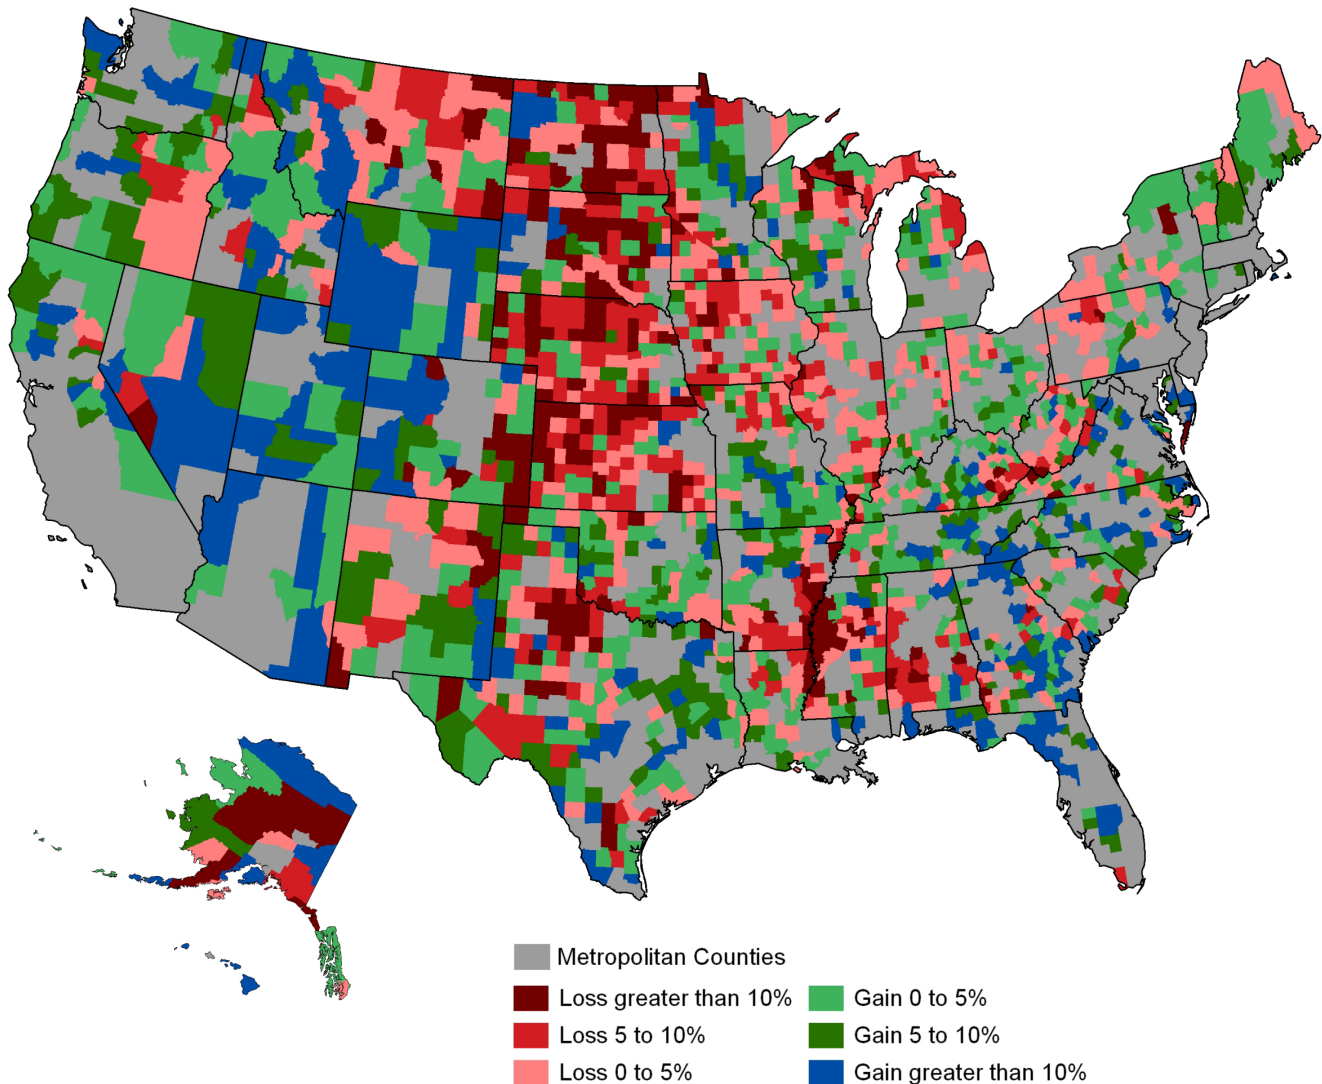 Metropolitan Counties
Loss greater than 10%
Gain 0 to 5%
Loss 5 to 10%
Gain 5 to 10%
Loss 0 to 5%
Gain greater than 10%